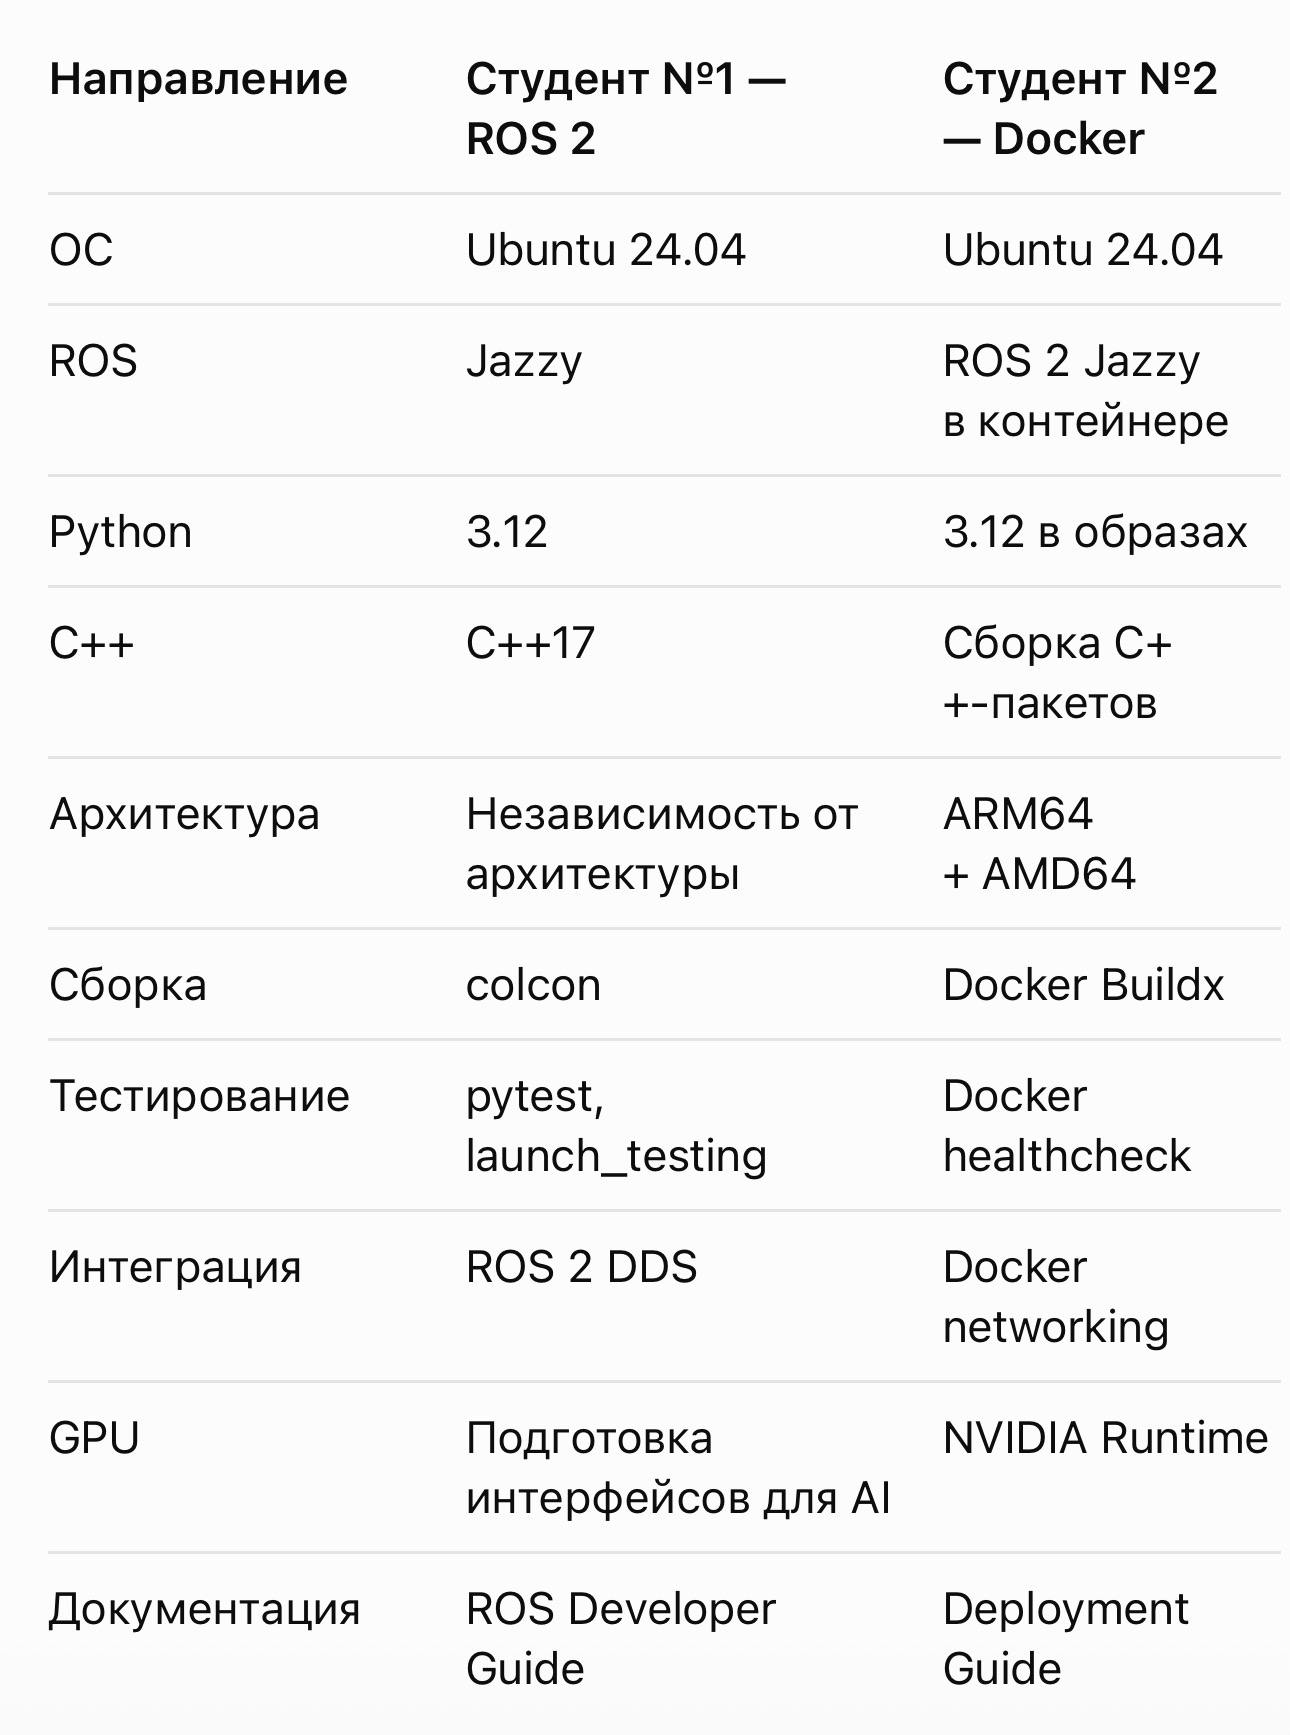 Направление Студент №1 — Студент №2
ROS 2 — Docker
ОС Ubuntu 24.04 Ubuntu 24.04
ROS Jazzy ROS 2 Jazzy
в контейнере
Python 3.12 3.12 в образах
C++ C++17 Сборка C+
+-пакетов
Архитектура Независимость от ARM64
архитектуры + AMD64
Сборка colcon Docker Buildx
Тестирование pytest, Docker
launch_testing healthcheck
Интеграция ROS 2 DDS Docker
networking
GPU Подготовка NVIDIA Runtime
интерфейсов для AI
Документация ROS Developer Deployment
Guide Guide